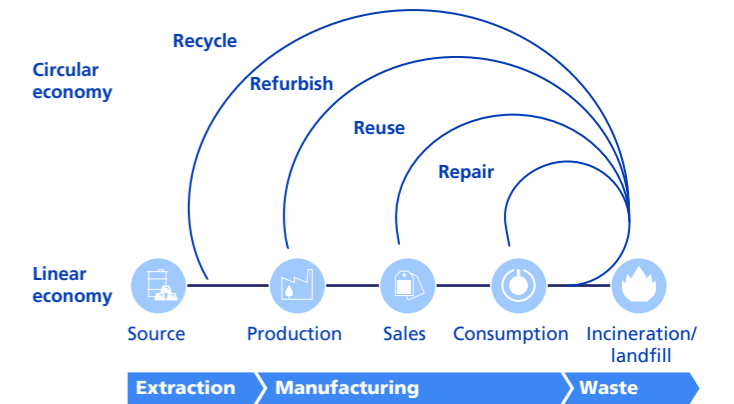 Recycle
Circular
economy
Refurbish
Reuse
Repair
Linear
economy
Source
Production
Sales
Consumption
Incineration/
landfill
Extraction
Manufacturing
Waste